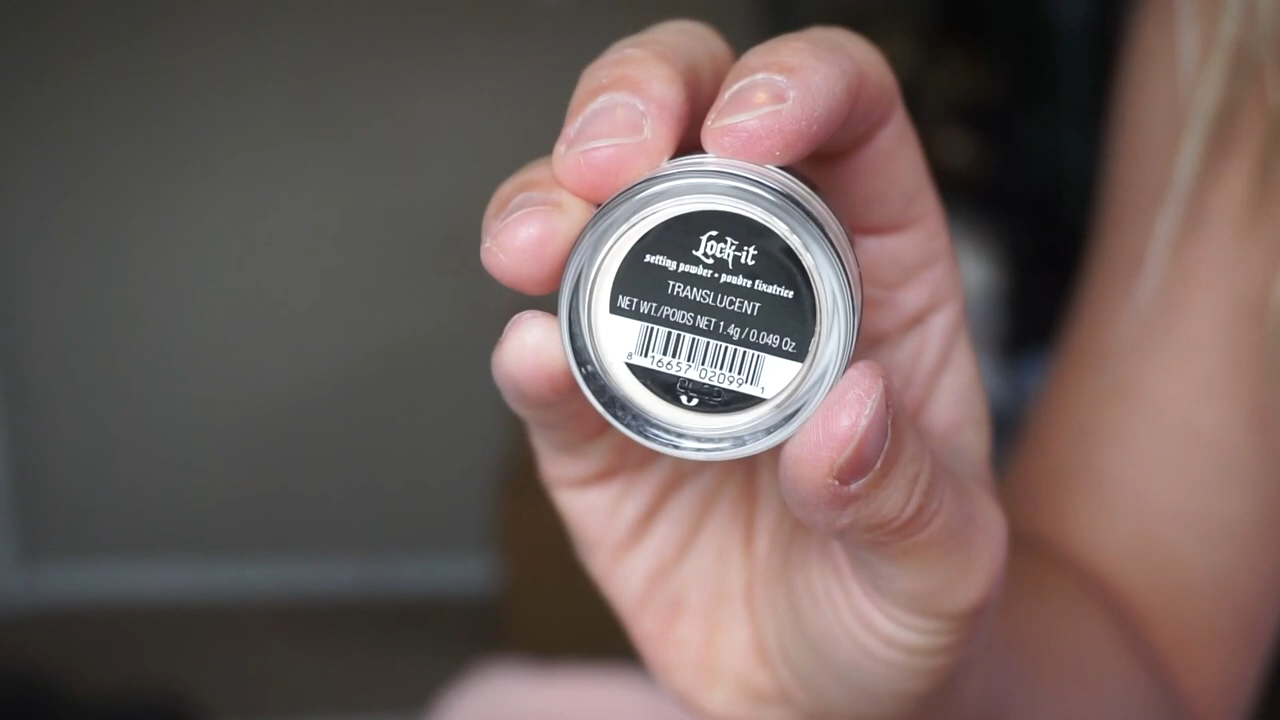 Lock-it
setting powder • poudre fixatrice
TRANSLUCENT
NET WT./POIDS NET 1.4g / 0.049 Oz.
8 16657 02099 1